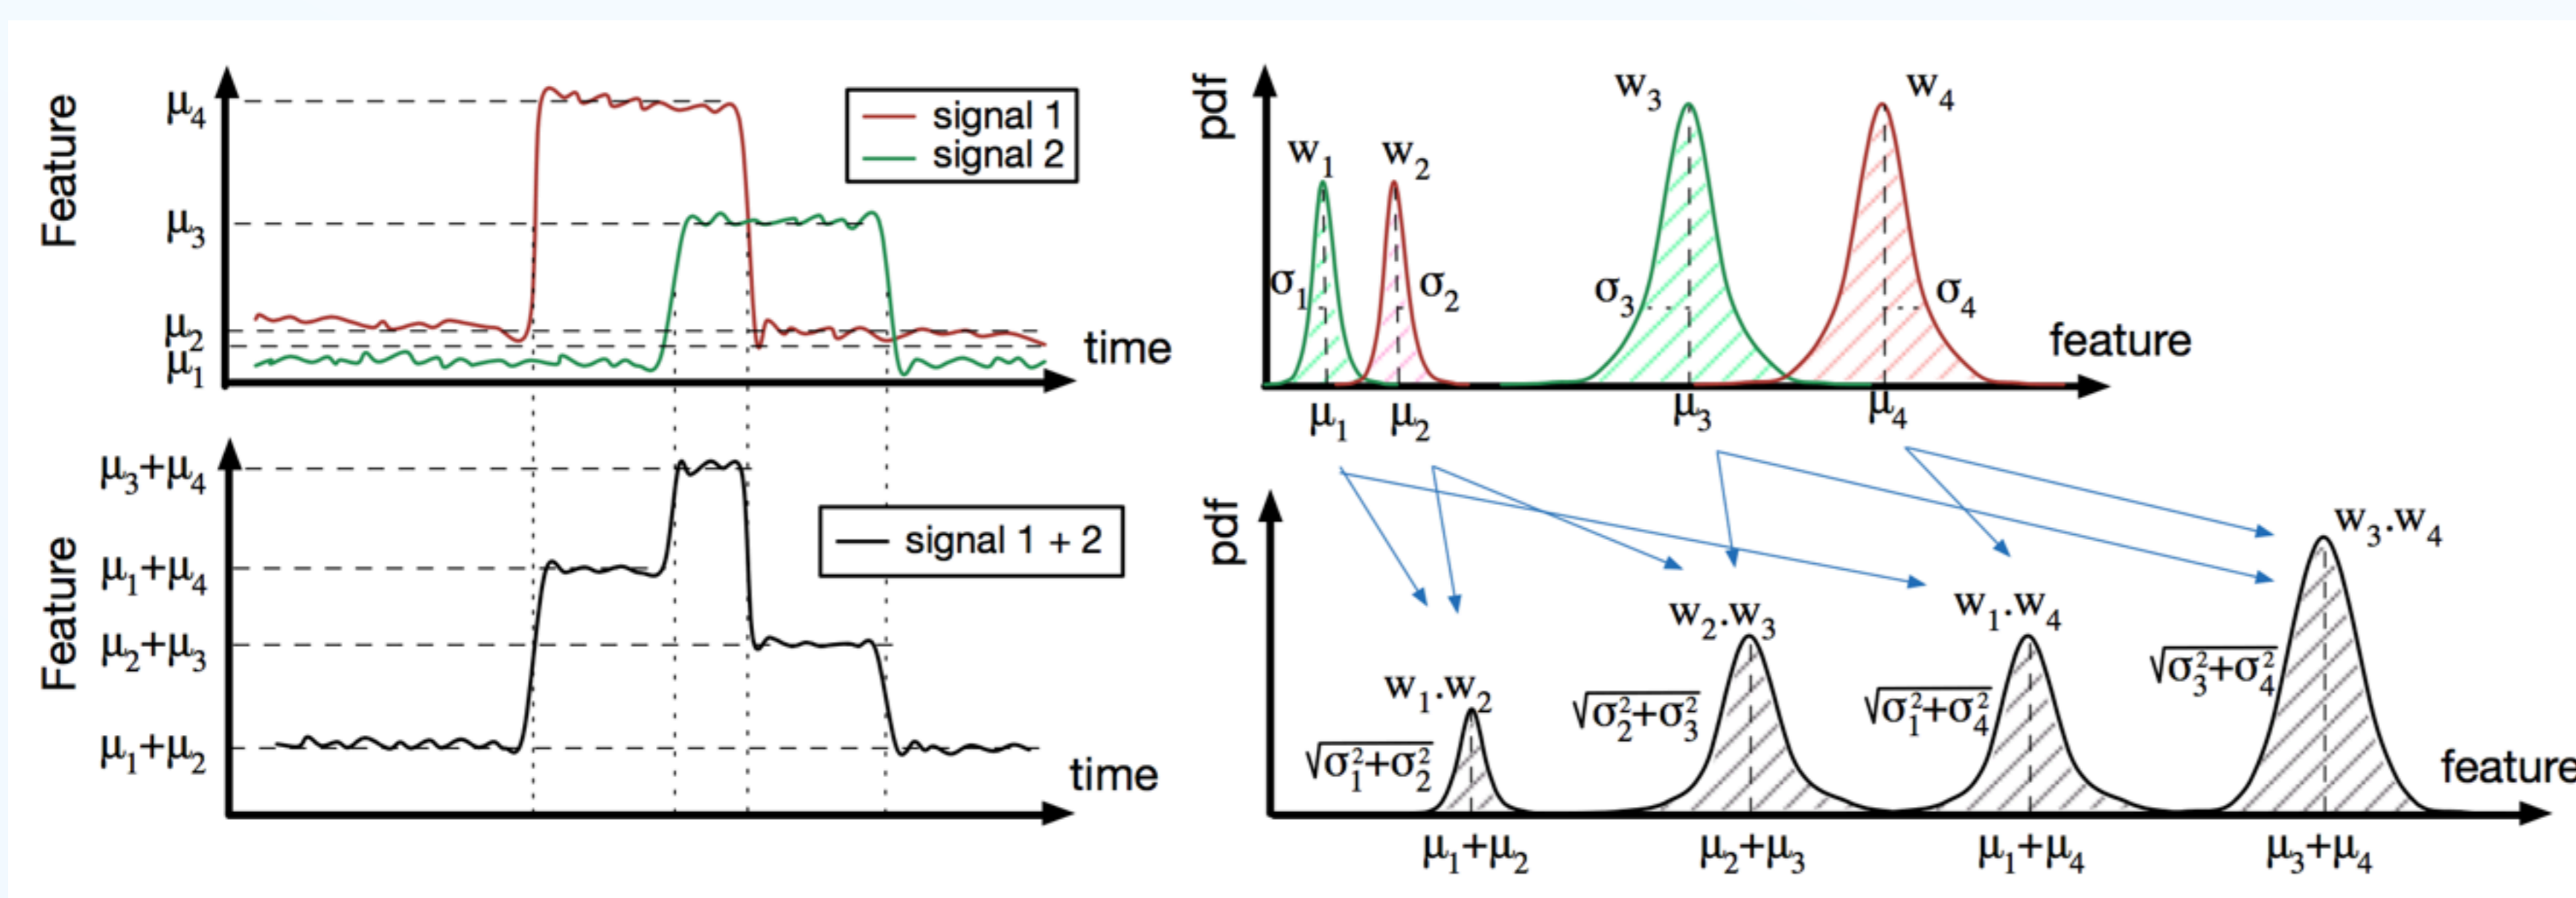 Feature
μ4
μ3
μ2
μ1
signal 1
signal 2
time
Feature
μ3+μ4
μ1+μ4
μ2+μ3
μ1+μ2
signal 1 + 2
time
pdf
w1
w2
w3
w4
σ1
σ2
σ3
σ4
feature
μ1
μ2
μ3
μ4
pdf
w1.w2
w2.w3
w1.w4
w3.w4
√σ1²+σ2²
√σ2²+σ3²
√σ1²+σ4²
√σ3²+σ4²
feature
μ1+μ2
μ2+μ3
μ1+μ4
μ3+μ4